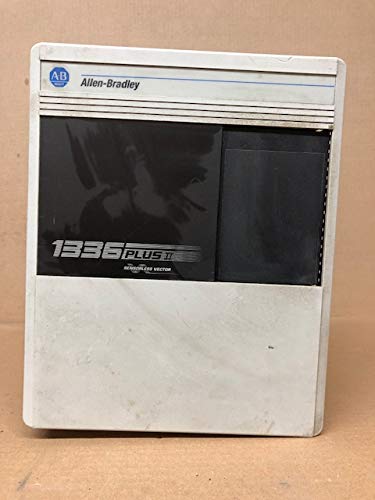 AB
Allen-Bradley
1336 PLUS II
SENSORLESS VECTOR